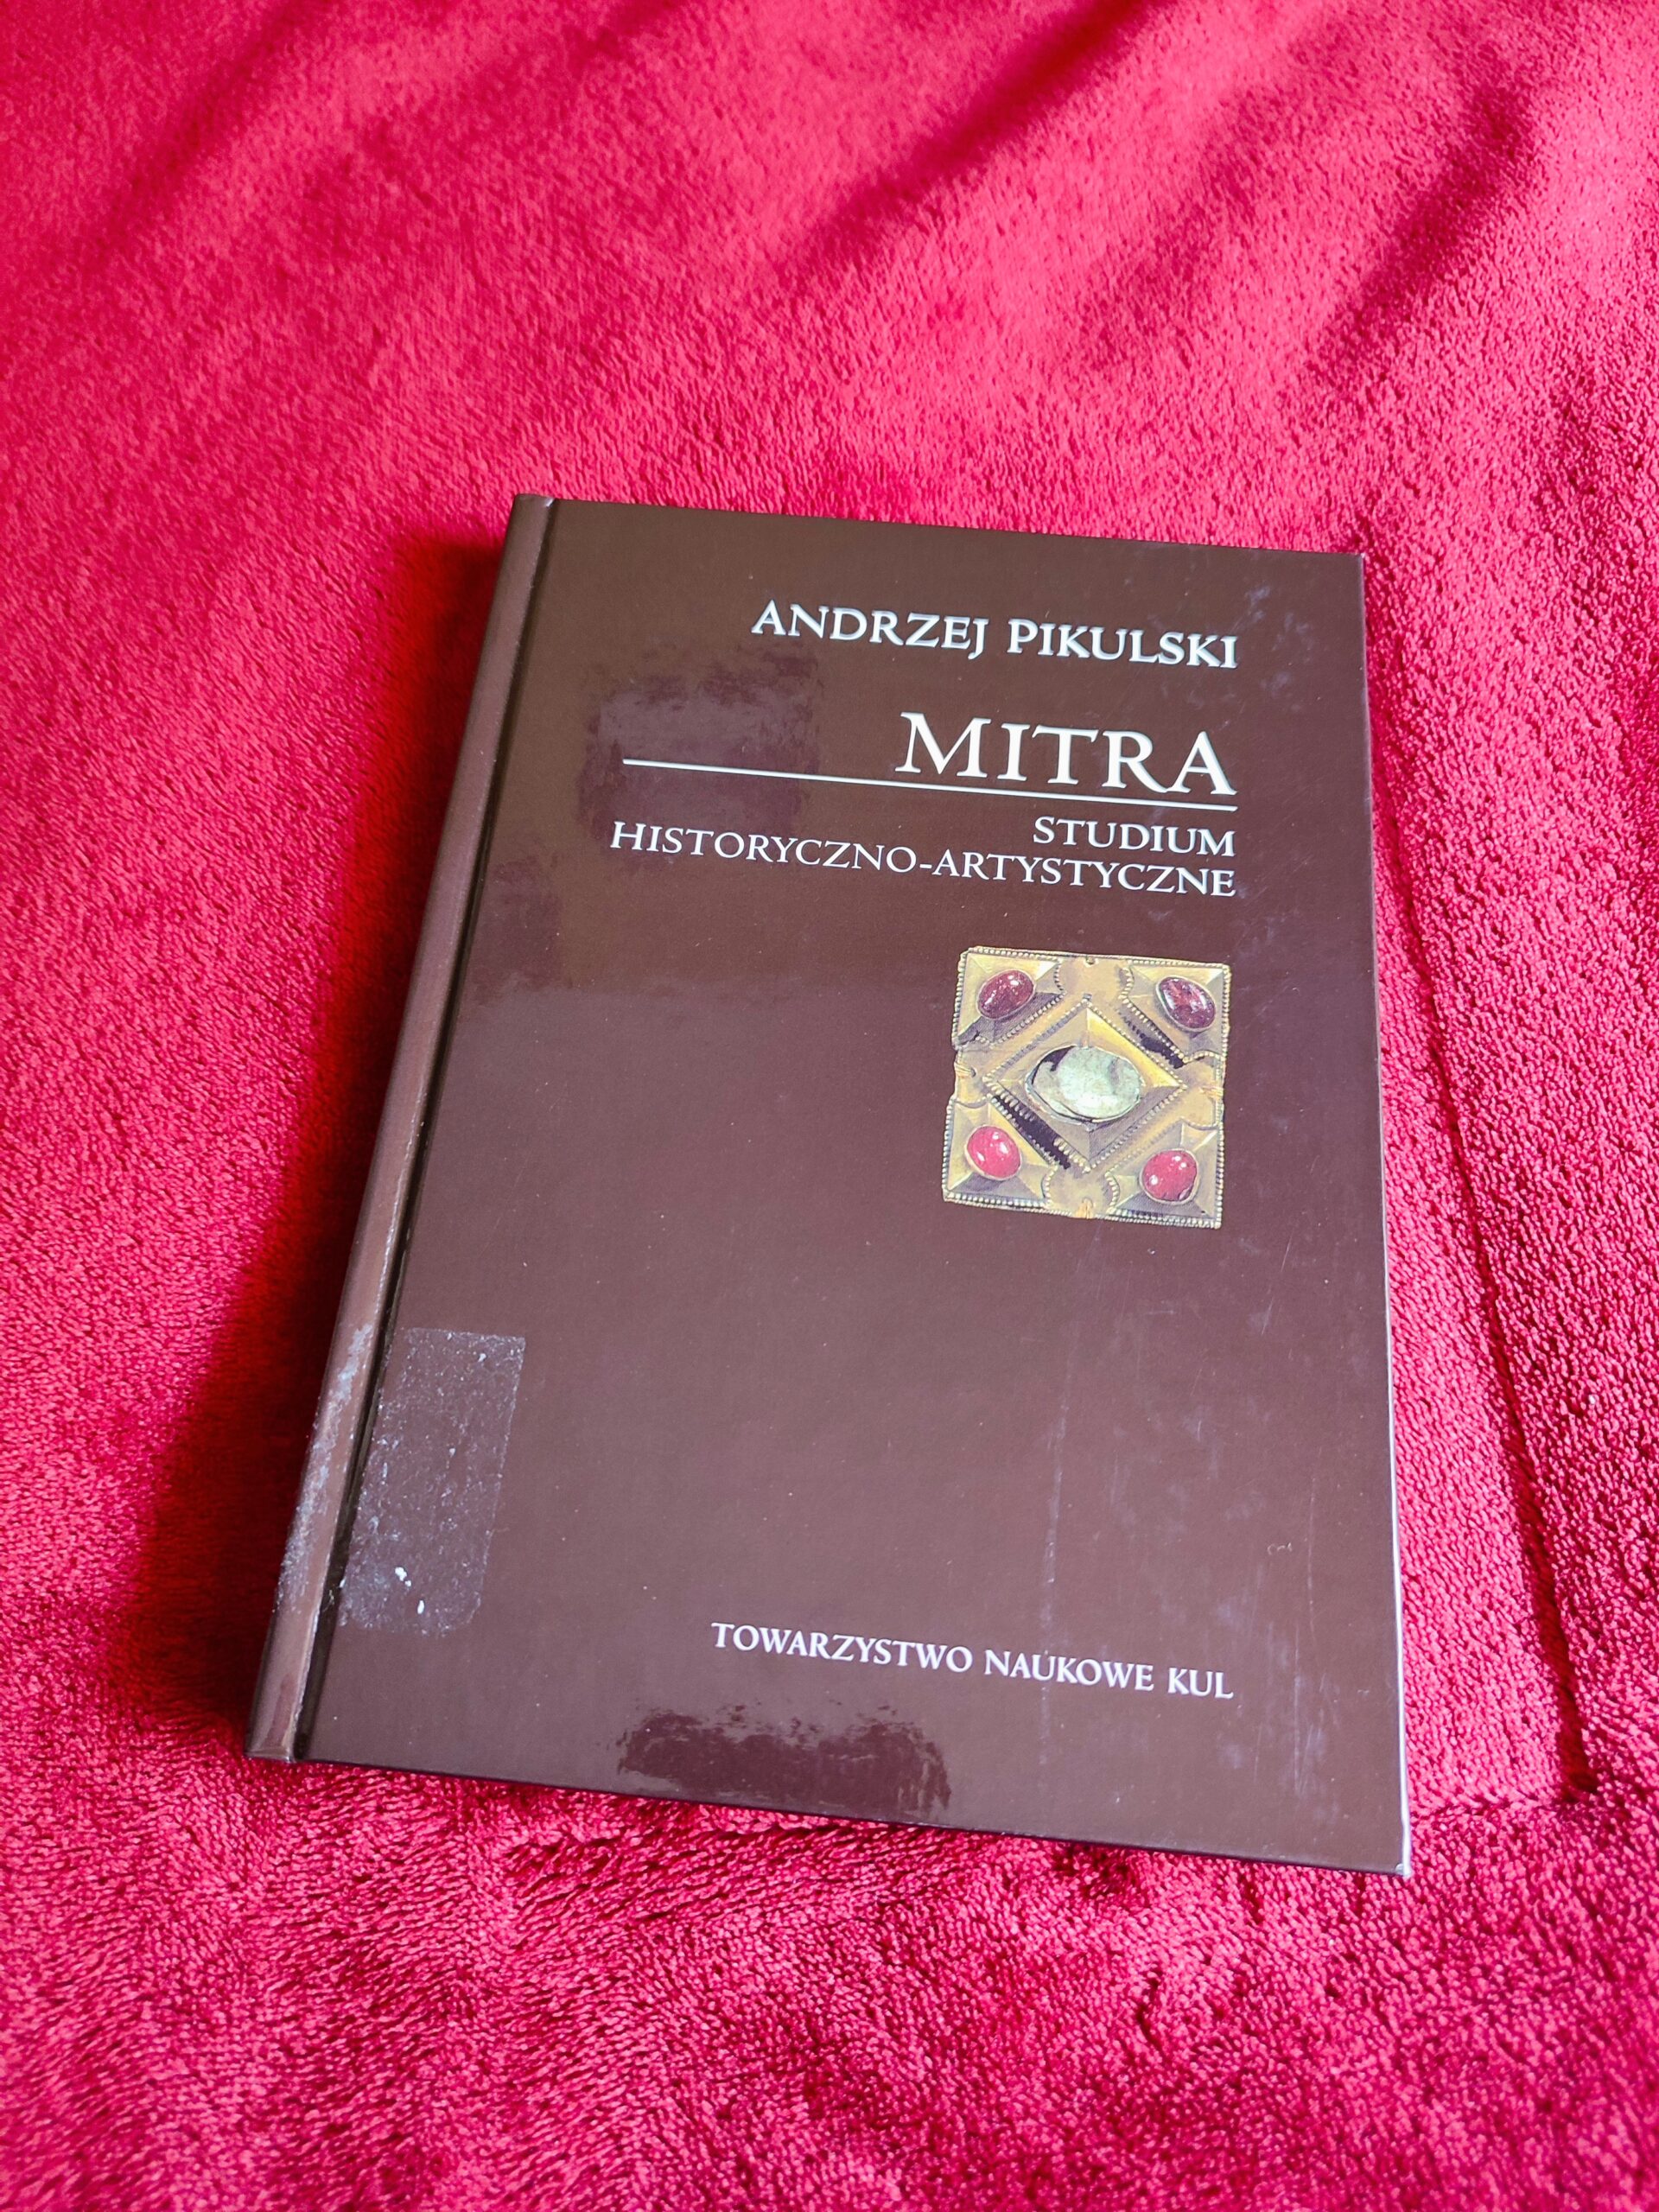 ANDRZEJ PIKULSKI
MITRA
STUDIUM
HISTORYCZNO-ARTYSTYCZNE
TOWARZYSTWO NAUKOWE KUL